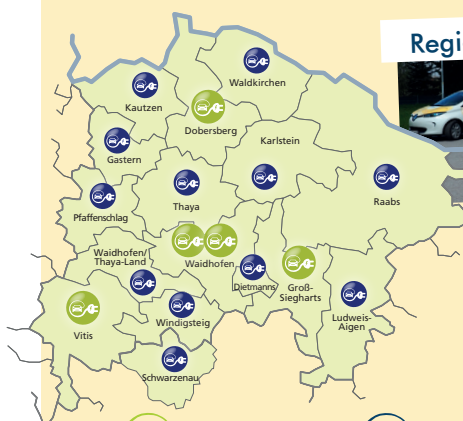 Regi
Waldkirchen
Kautzen
Dobersberg
Karlstein
Gastern
Raabs
Thaya
Pfaffenschlag
Waidhofen/
Thaya-Land
Waidhofen
Dietmanns
Groß-
Siegharts
Ludweis-
Aigen
Windigsteig
Vitis
Schwarzenau